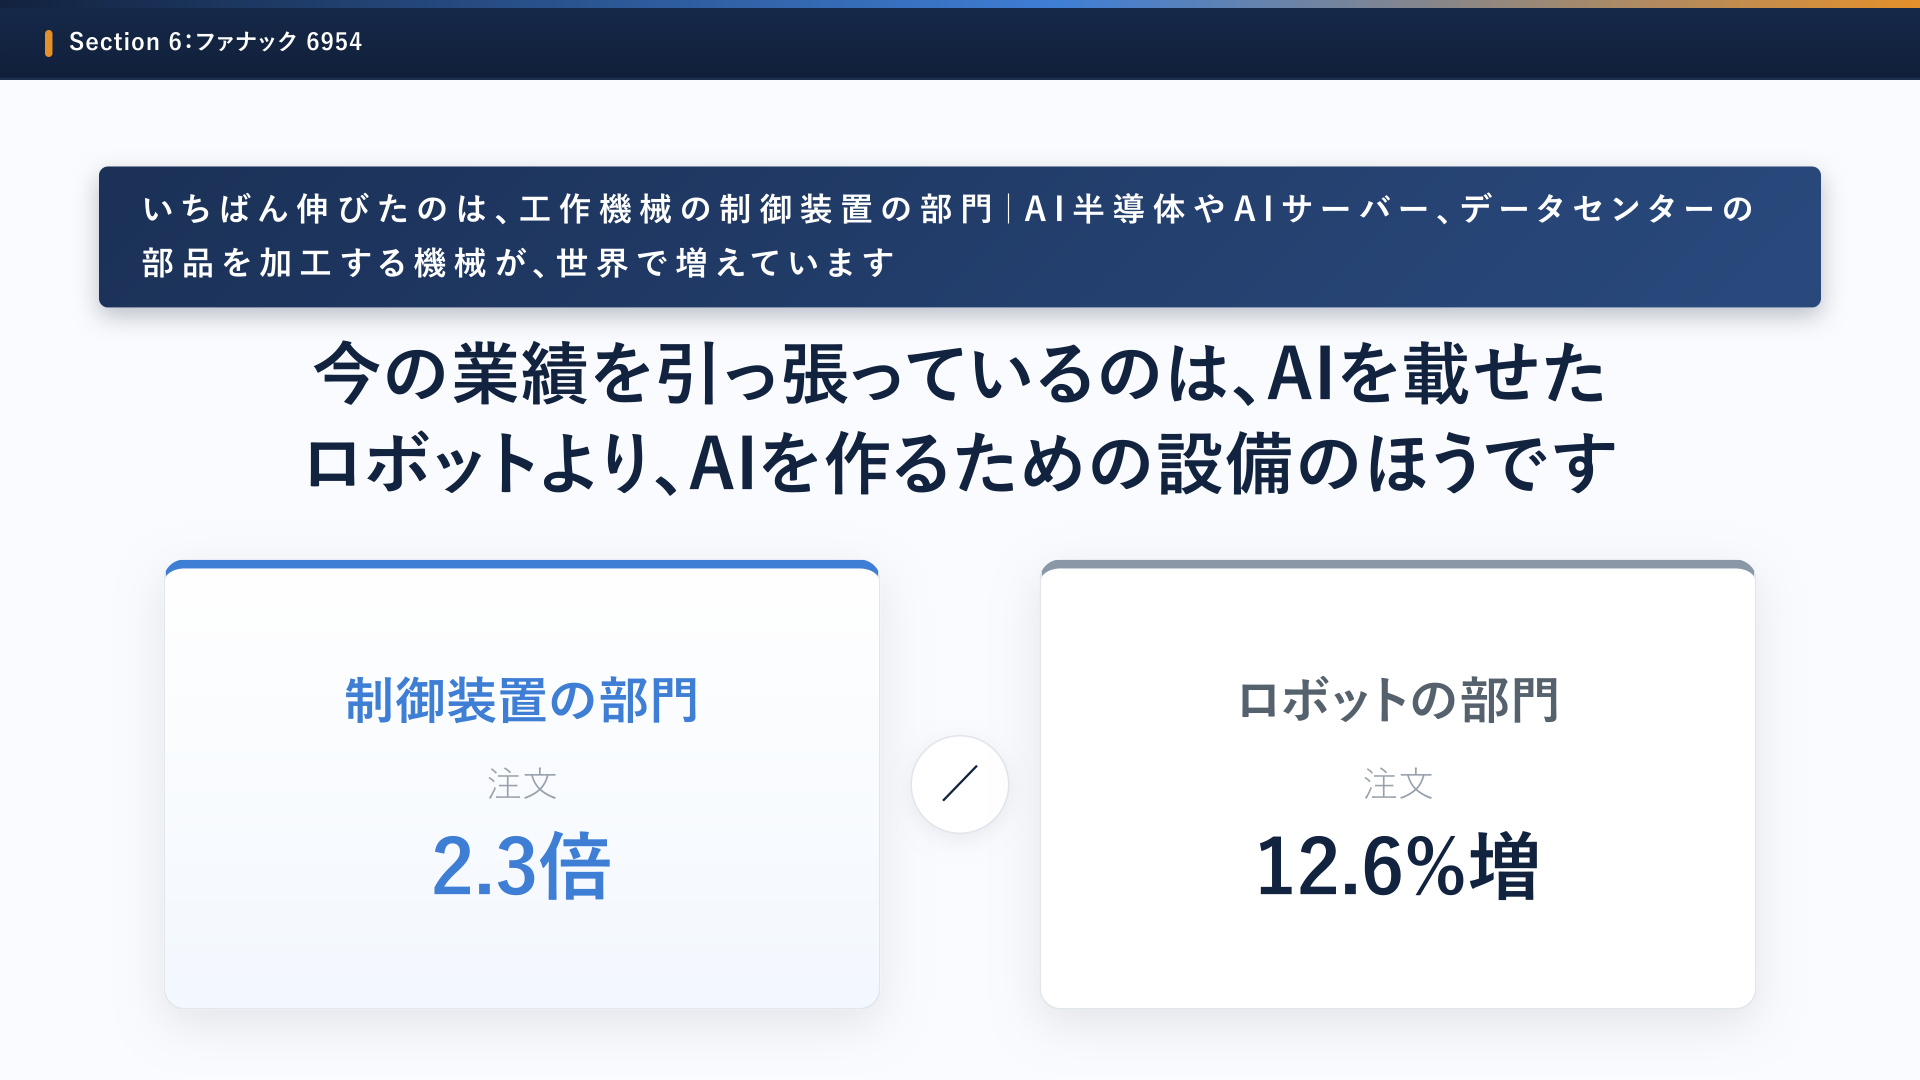 Section 6：ファナック 6954
いちばん伸びたのは、工作機械の制御装置の部門｜AI半導体やAIサーバー、データセンターの
部品を加工する機械が、世界で増えています
今の業績を引っ張っているのは、AIを載せた
ロボットより、AIを作るための設備のほうです
制御装置の部門
注文
2.3倍
／
ロボットの部門
注文
12.6%増